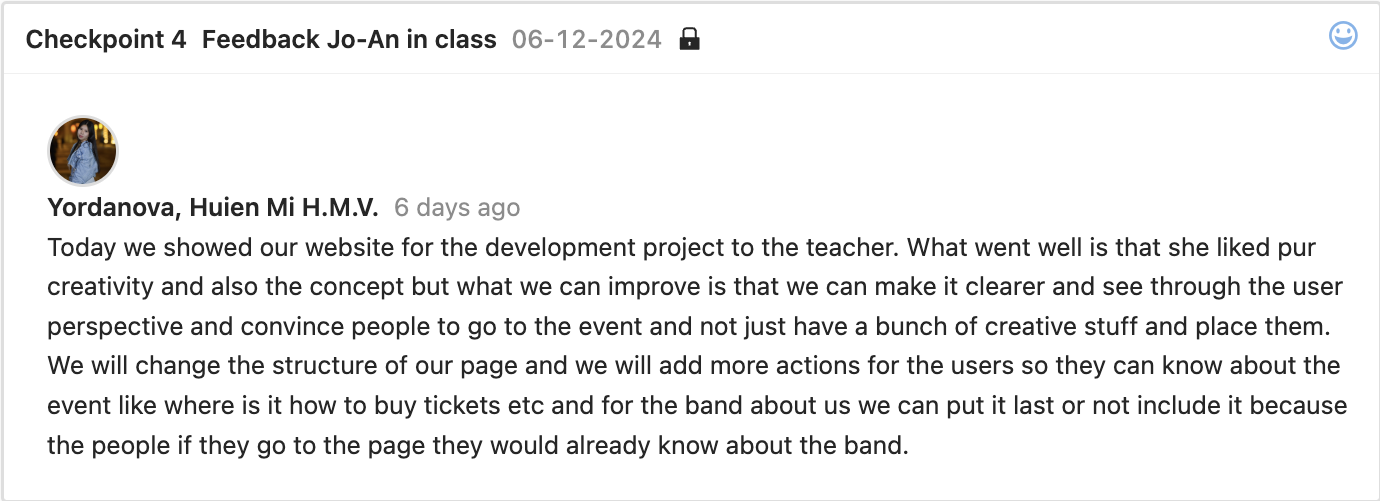 Checkpoint 4 Feedback Jo-An in class 06-12-2024
Yordanova, Huien Mi H.M.V. 6 days ago
Today we showed our website for the development project to the teacher. What went well is that she liked pur
creativity and also the concept but what we can improve is that we can make it clearer and see through the user
perspective and convince people to go to the event and not just have a bunch of creative stuff and place them.
We will change the structure of our page and we will add more actions for the users so they can know about the
event like where is it how to buy tickets etc and for the band about us we can put it last or not include it because
the people if they go to the page they would already know about the band.